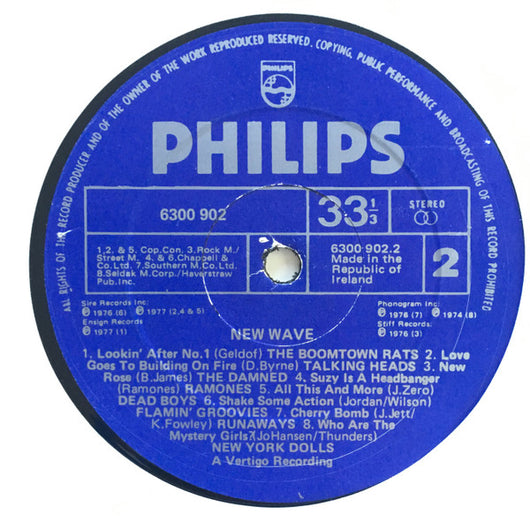 ALL RIGHTS OF THE RECORD PRODUCER AND OF THE OWNER OF THE WORK REPRODUCED RESERVED. COPYING, PUBLIC PERFORMANCE AND BROADCASTING OF THIS RECORD PROHIBITED
PHILIPS
PHILIPS
6300 902
33 1/3
STEREO
1, 2, & 5. Cop.Con. 3. Rock M./
Street M. 4. & 6. Chappell &
Co.Ltd. 7. Southern M.Co.Ltd.
8. Seldak M.Corp./Haverstraw
Pub.Inc.
6300 902.2
Made in the
Republic of
Ireland
2
Sire Records Inc:
℗ 1976 (6) ℗ 1977 (2,4 & 5)
Ensign Records
℗ 1977 (1)
Phonogram Inc:
℗ 1976 (7) ℗ 1974 (8)
Stiff Records:
℗ 1976 (3)
NEW WAVE
1. Lookin' After No.1 (Geldof) THE BOOMTOWN RATS 2. Love
Goes To Building On Fire (D.Byrne) TALKING HEADS 3. New
Rose (B.James) THE DAMNED 4. Suzy Is A Headbanger
(Ramones) RAMONES 5. All This And More (J.Zero)
DEAD BOYS 6. Shake Some Action (Jordan/Wilson)
FLAMIN' GROOVIES 7. Cherry Bomb (J.Jett/
K.Fowley) RUNAWAYS 8. Who Are The
Mystery Girls? (JoHansen/Thunders)
NEW YORK DOLLS
A Vertigo Recording